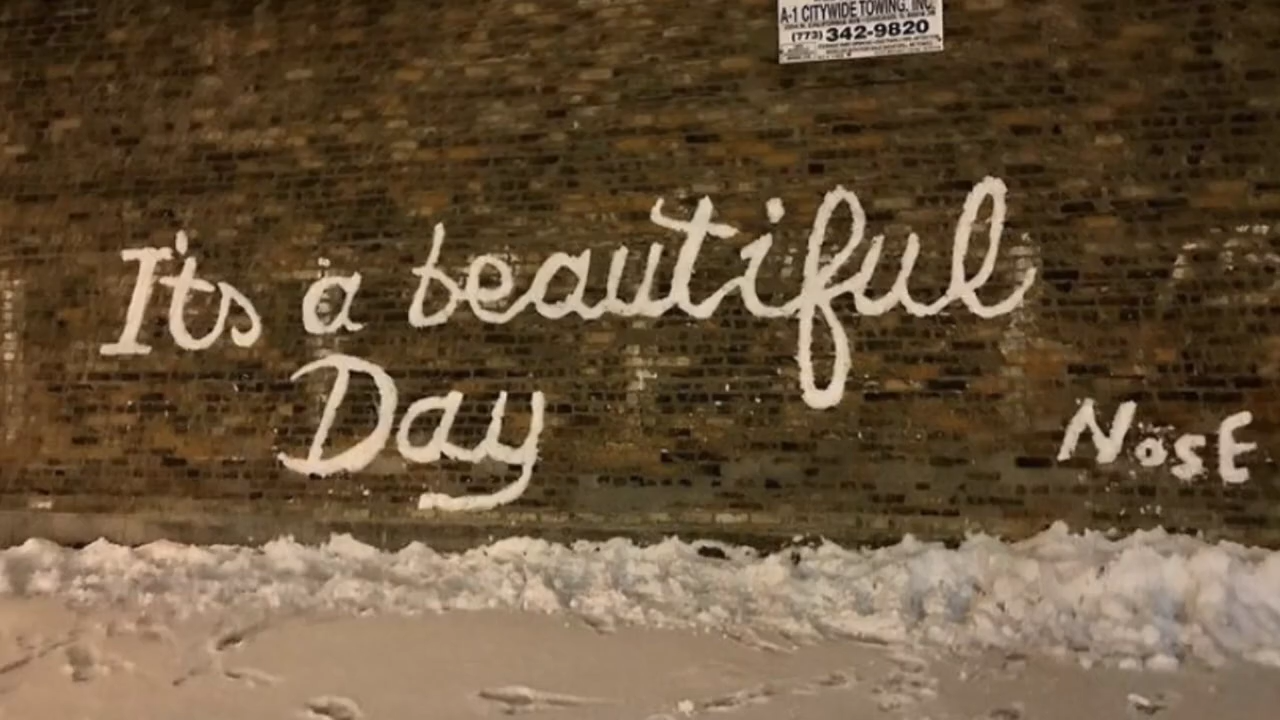 A-1 CITYWIDE TOWING, INC.
(773) 342-9820
It's a beautiful
Day
NosE